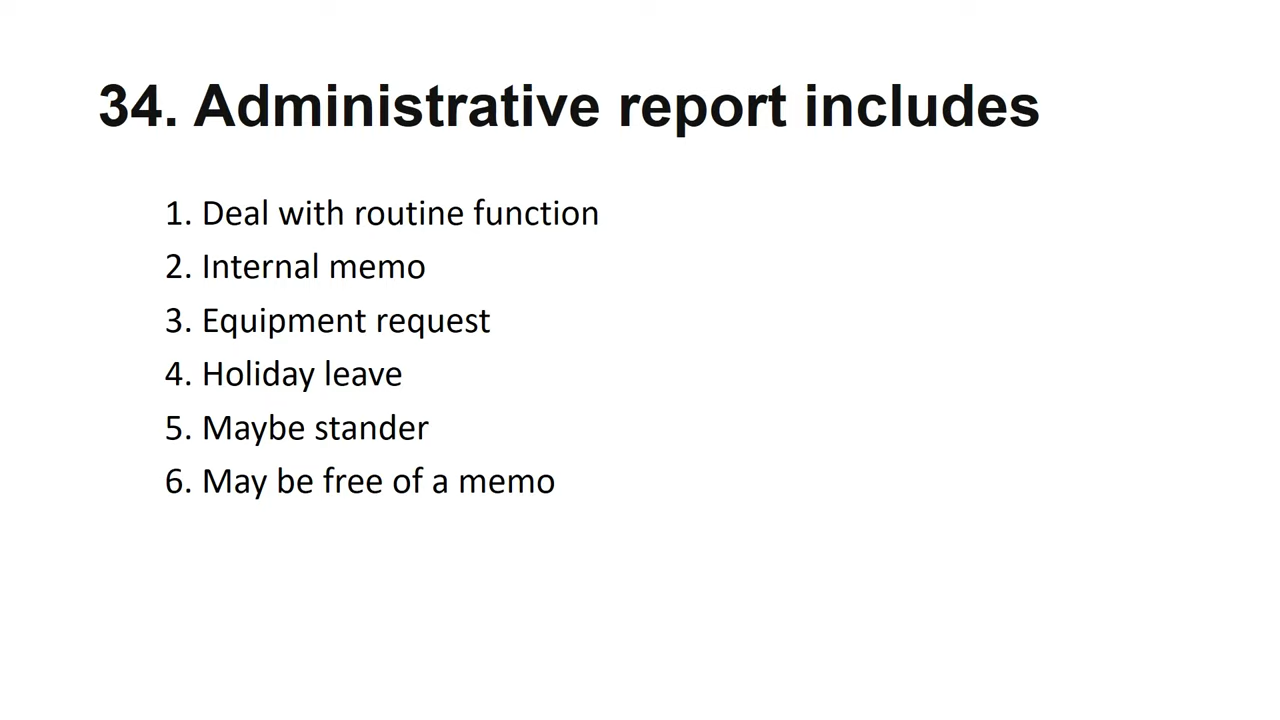 34. Administrative report includes
1. Deal with routine function
2. Internal memo
3. Equipment request
4. Holiday leave
5. Maybe stander
6. May be free of a memo